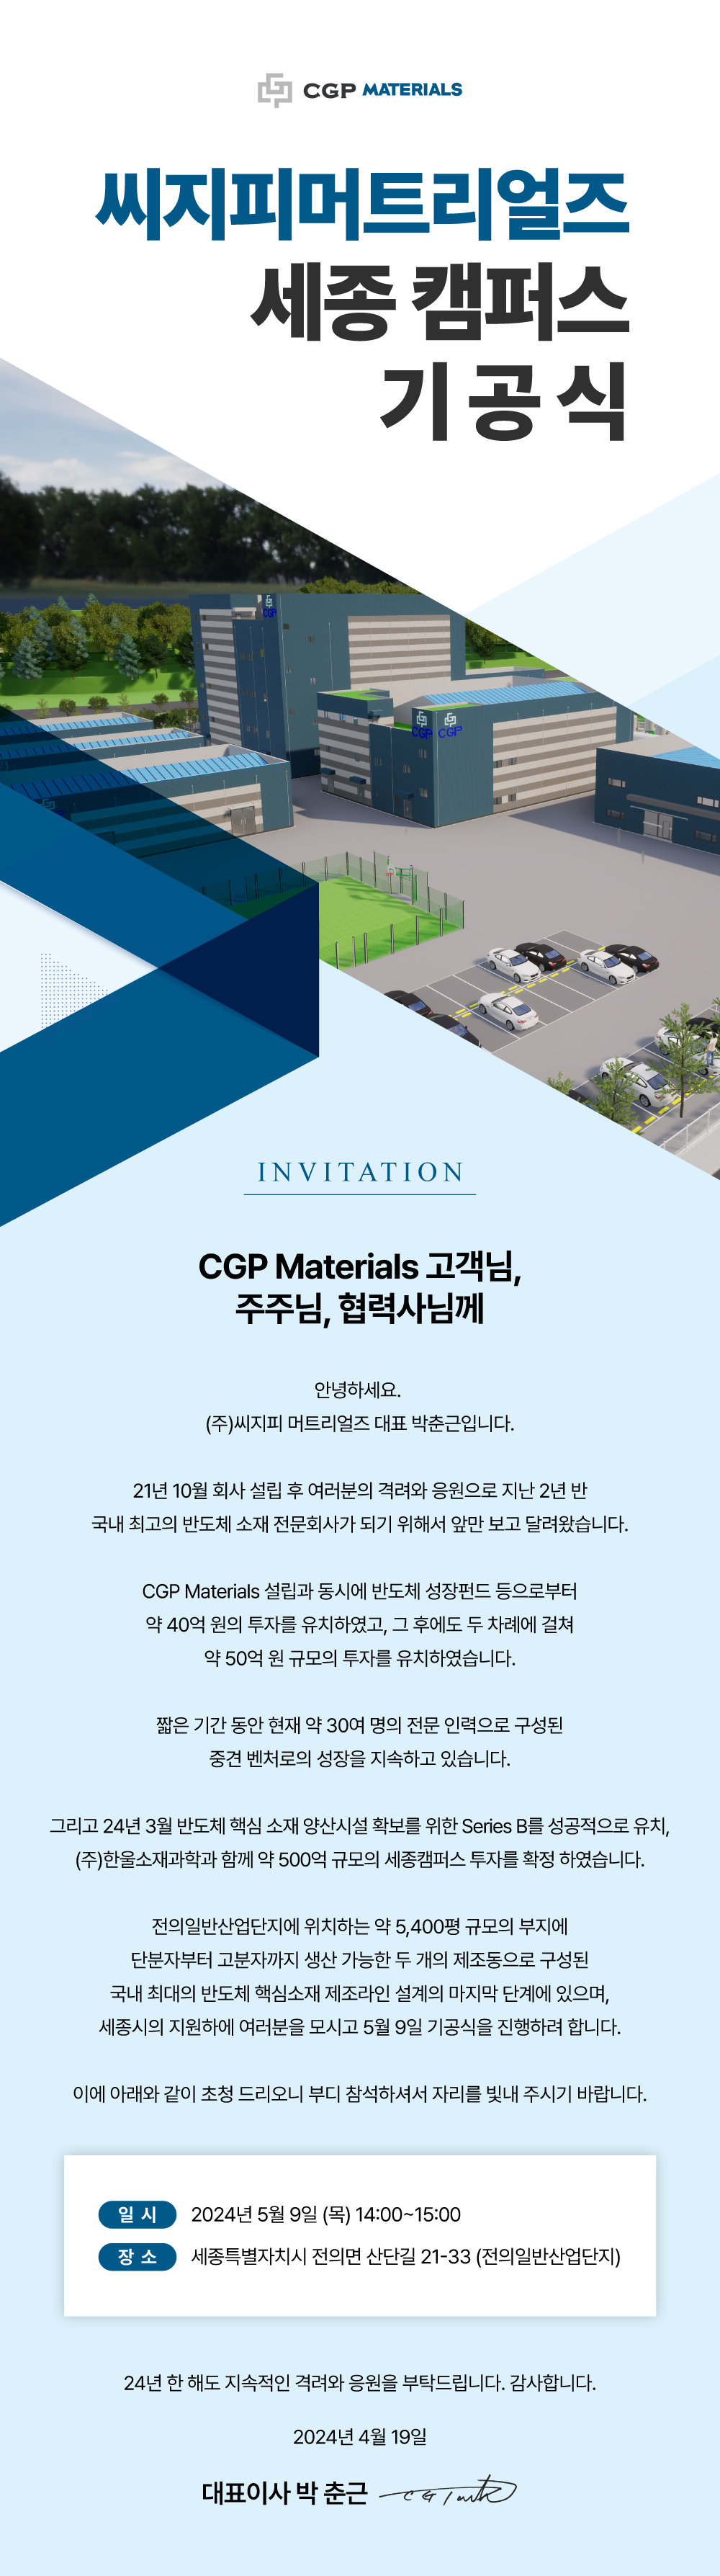 CGP MATERIALS
씨지피머트리얼즈
세종 캠퍼스
기공식
CGP
CGP CGP
INVITATION
CGP Materials 고객님,
주주님, 협력사님께
안녕하세요.
(주)씨지피 머트리얼즈 대표 박춘근입니다.
21년 10월 회사 설립 후 여러분의 격려와 응원으로 지난 2년 반
국내 최고의 반도체 소재 전문회사가 되기 위해서 앞만 보고 달려왔습니다.
CGP Materials 설립과 동시에 반도체 성장펀드 등으로부터
약 40억 원의 투자를 유치하였고, 그 후에도 두 차례에 걸쳐
약 50억 원 규모의 투자를 유치하였습니다.
짧은 기간 동안 현재 약 30여 명의 전문 인력으로 구성된
중견 벤처로의 성장을 지속하고 있습니다.
그리고 24년 3월 반도체 핵심 소재 양산시설 확보를 위한 Series B를 성공적으로 유치,
(주)한울소재과학과 함께 약 500억 규모의 세종캠퍼스 투자를 확정 하였습니다.
전의일반산업단지에 위치하는 약 5,400평 규모의 부지에
단분자부터 고분자까지 생산 가능한 두 개의 제조동으로 구성된
국내 최대의 반도체 핵심소재 제조라인 설계의 마지막 단계에 있으며,
세종시의 지원하에 여러분을 모시고 5월 9일 기공식을 진행하려 합니다.
이에 아래와 같이 초청 드리오니 부디 참석하셔서 자리를 빛내 주시기 바랍니다.
일 시 2024년 5월 9일 (목) 14:00~15:00
장 소 세종특별자치시 전의면 산단길 21-33 (전의일반산업단지)
24년 한 해도 지속적인 격려와 응원을 부탁드립니다. 감사합니다.
2024년 4월 19일
대표이사 박 춘근